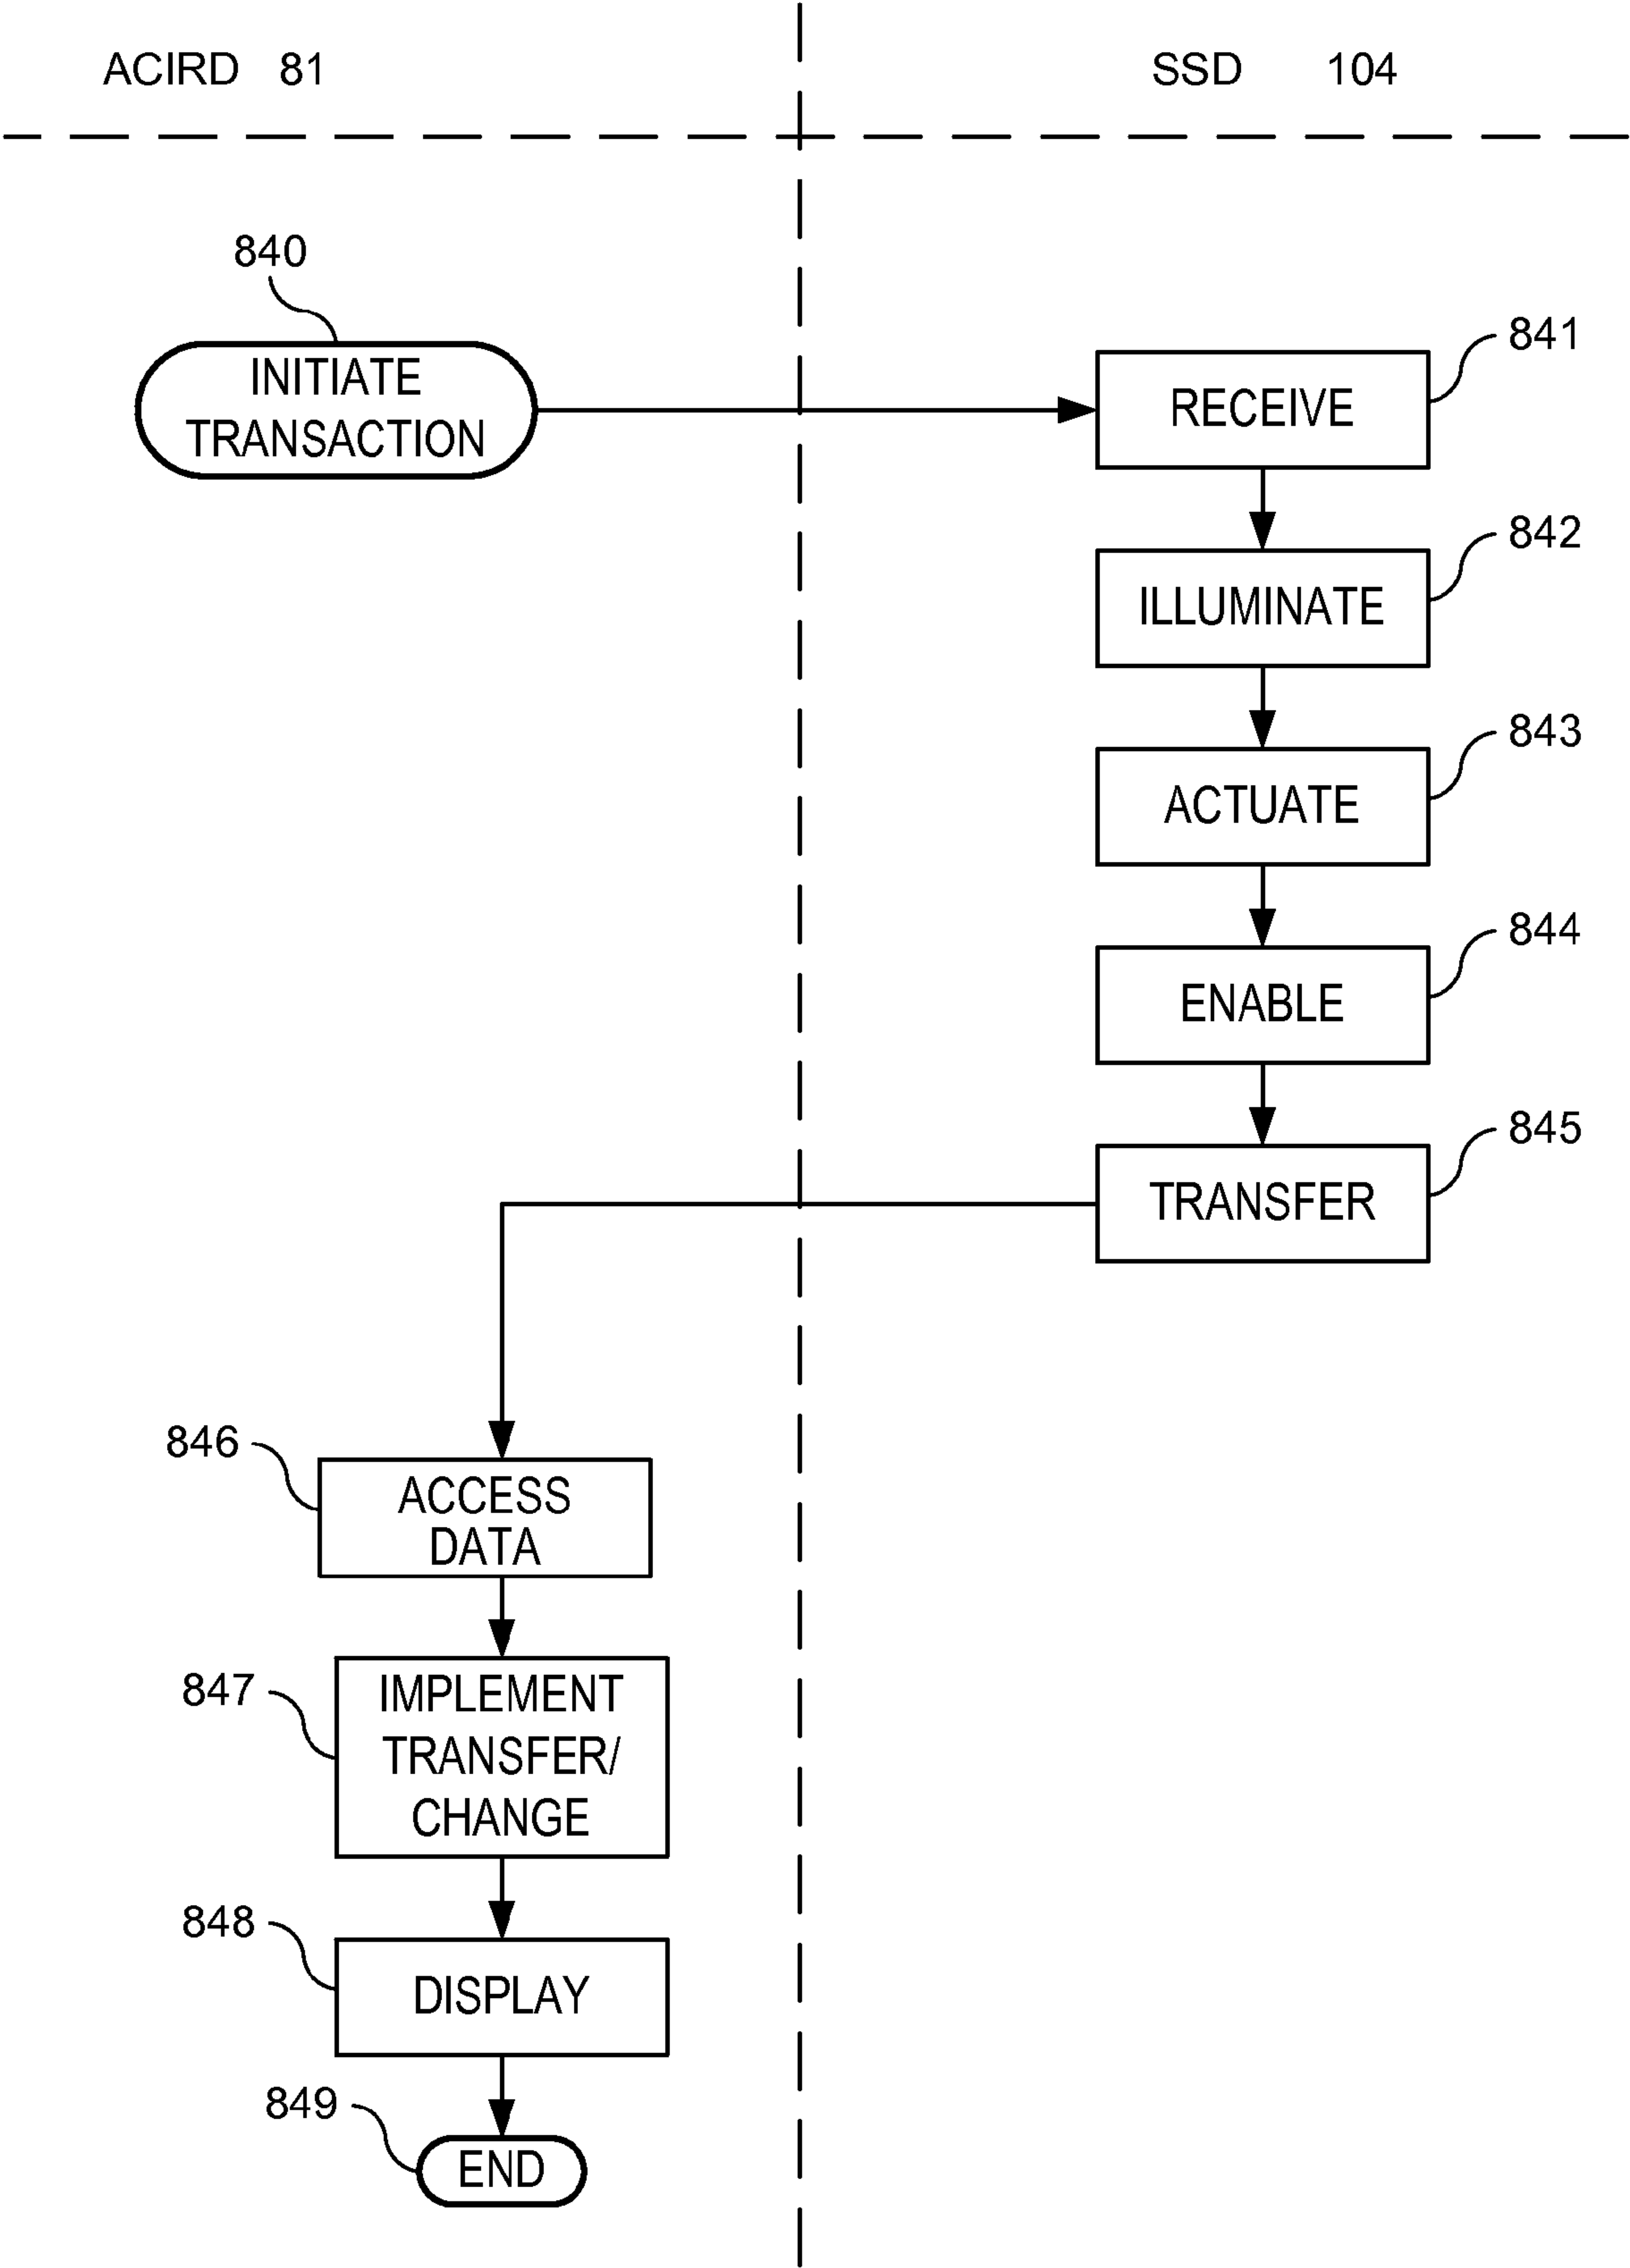 ACIRD 81
SSD 104
840
INITIATE
TRANSACTION
841
RECEIVE
842
ILLUMINATE
843
ACTUATE
844
ENABLE
845
TRANSFER
846
ACCESS
DATA
847
IMPLEMENT
TRANSFER/
CHANGE
848
DISPLAY
849
END